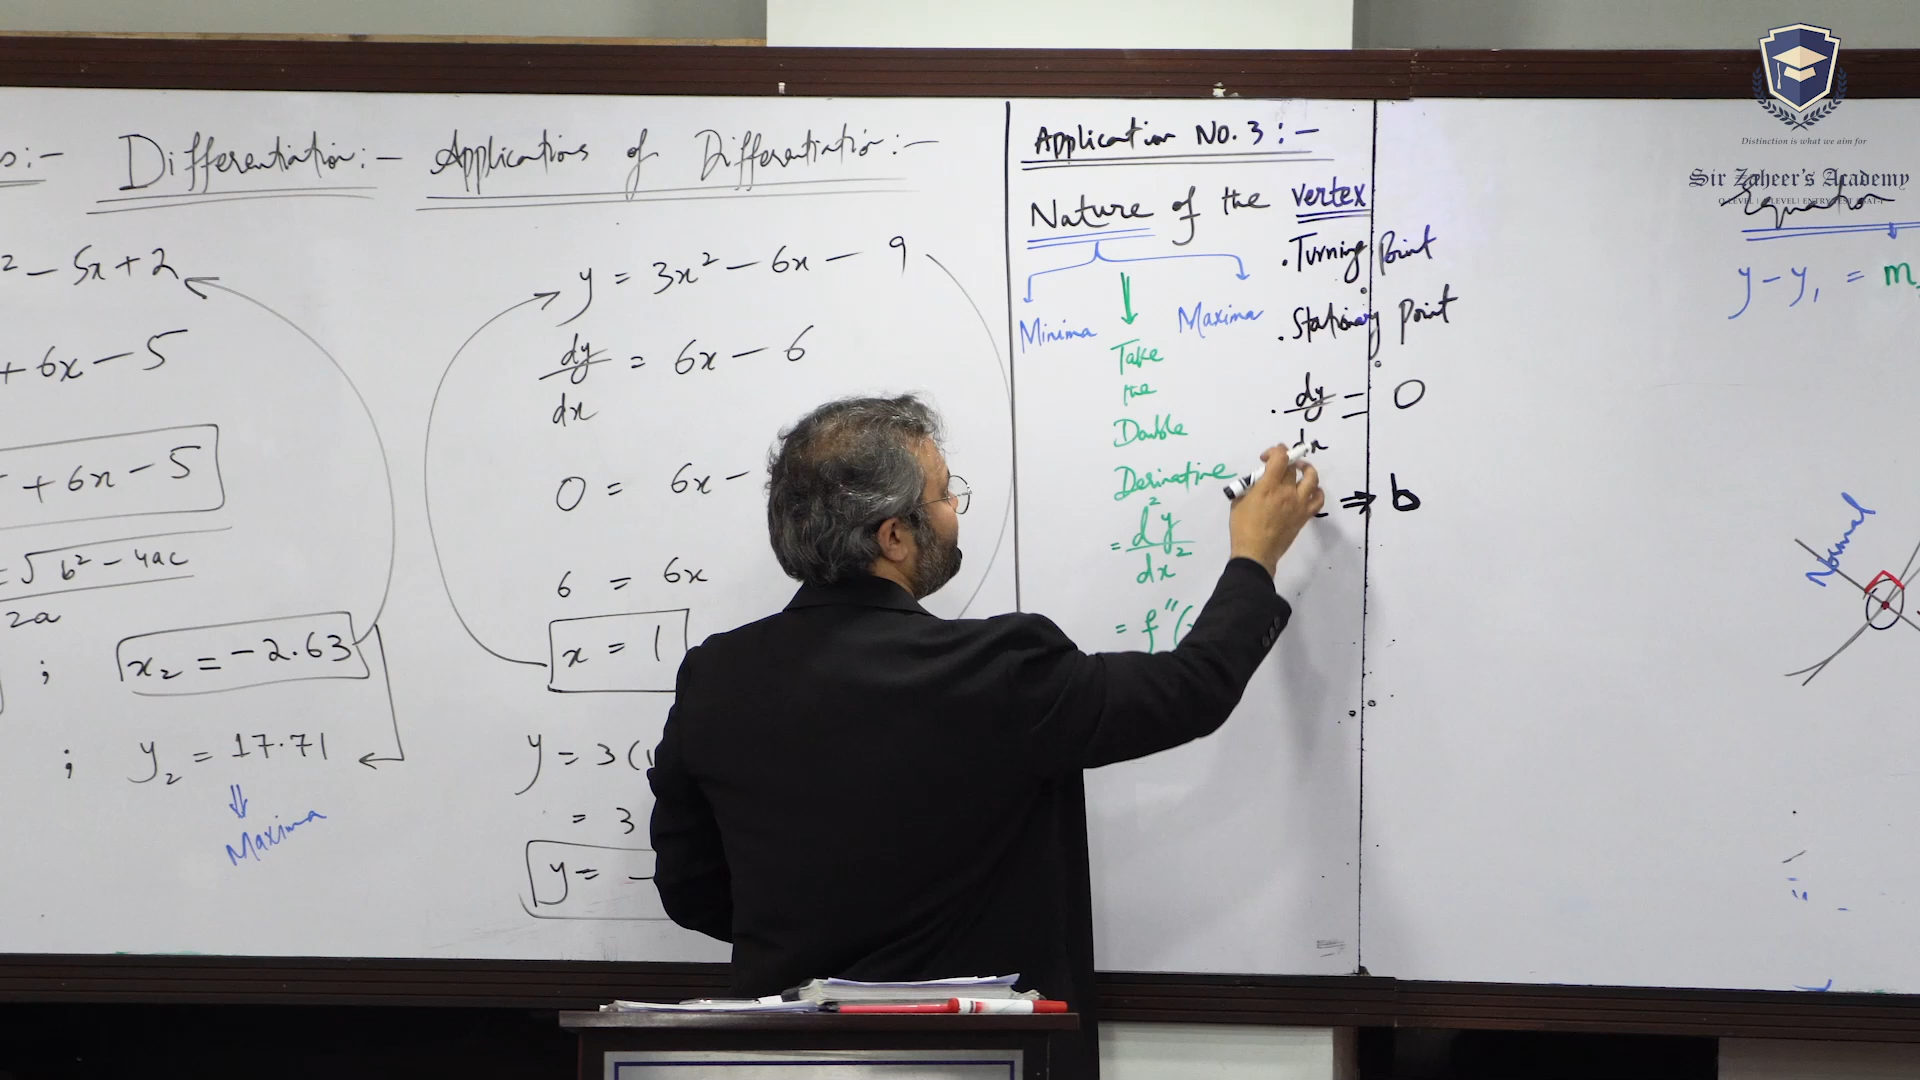 s:-
Differentiation:-
2 - 5x + 2
+ 6x - 5
+ 6x - 5
= √b² - 4ac
2a
; x₂ = -2.63
; y₂ = 17.71
Maxima
Applications of Differentiation:-
y = 3x² - 6x - 9
dy/dx = 6x - 6
0 = 6x -
6 = 6x
x = 1
y = 3(1
= 3
y = -
Application No. 3:-
Nature of the vertex
Minima
Maxima
Take
the
Double
Derivative
= d²y/dx²
= f''(
. Turning Point
. Stationary Point
. dy/dx = 0
⇒ b
Distinction is what we aim for
Sir Zaheer's Academy
Equation
y - y₁ = m
Normal